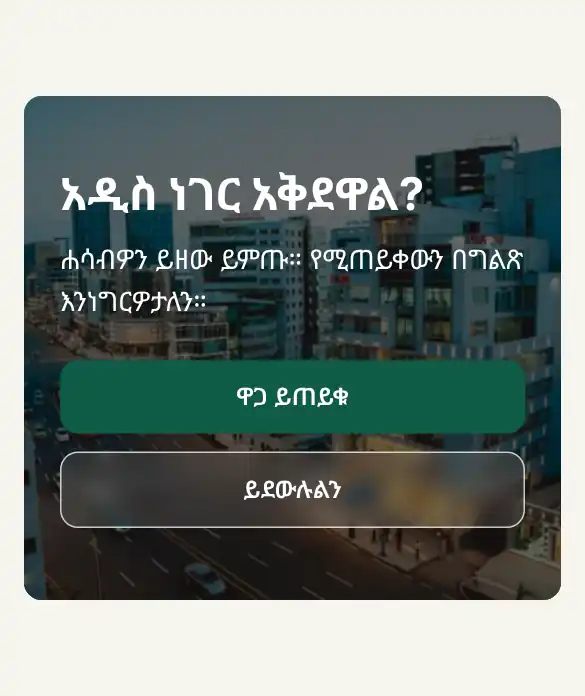 አዲስ ነገር አቅደዋል?
ሐሳብዎን ይዘው ይምጡ። የሚጠይቀውን በግልጽ
እንነግርዎታለን።
ዋጋ ይጠይቁ
ይደውሉልን